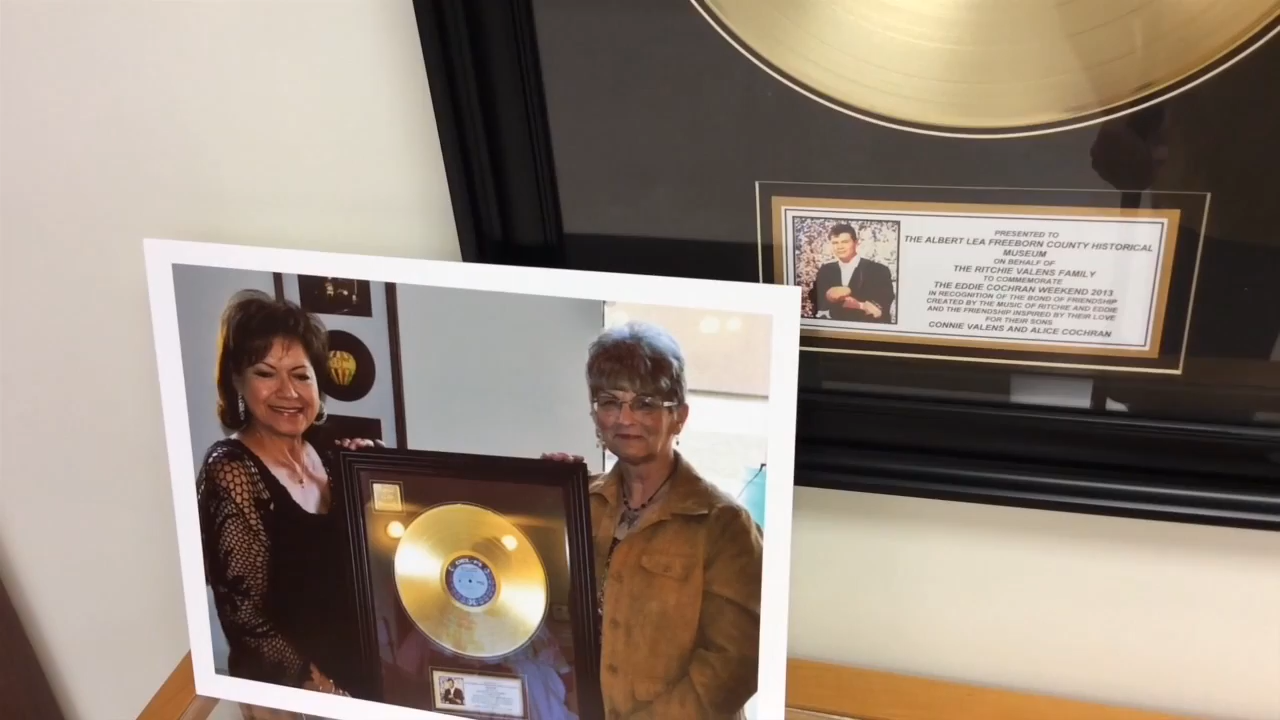 PRESENTED TO
THE ALBERT LEA FREEBORN COUNTY HISTORICAL
MUSEUM
ON BEHALF OF
THE RITCHIE VALENS FAMILY
TO COMMEMORATE
THE EDDIE COCHRAN WEEKEND 2013
IN RECOGNITION OF THE BOND OF FRIENDSHIP
CREATED BY THE MUSIC OF RITCHIE AND EDDIE
AND THE FRIENDSHIP INSPIRED BY THEIR LOVE
FOR THEIR SONS
CONNIE VALENS AND ALICE COCHRAN